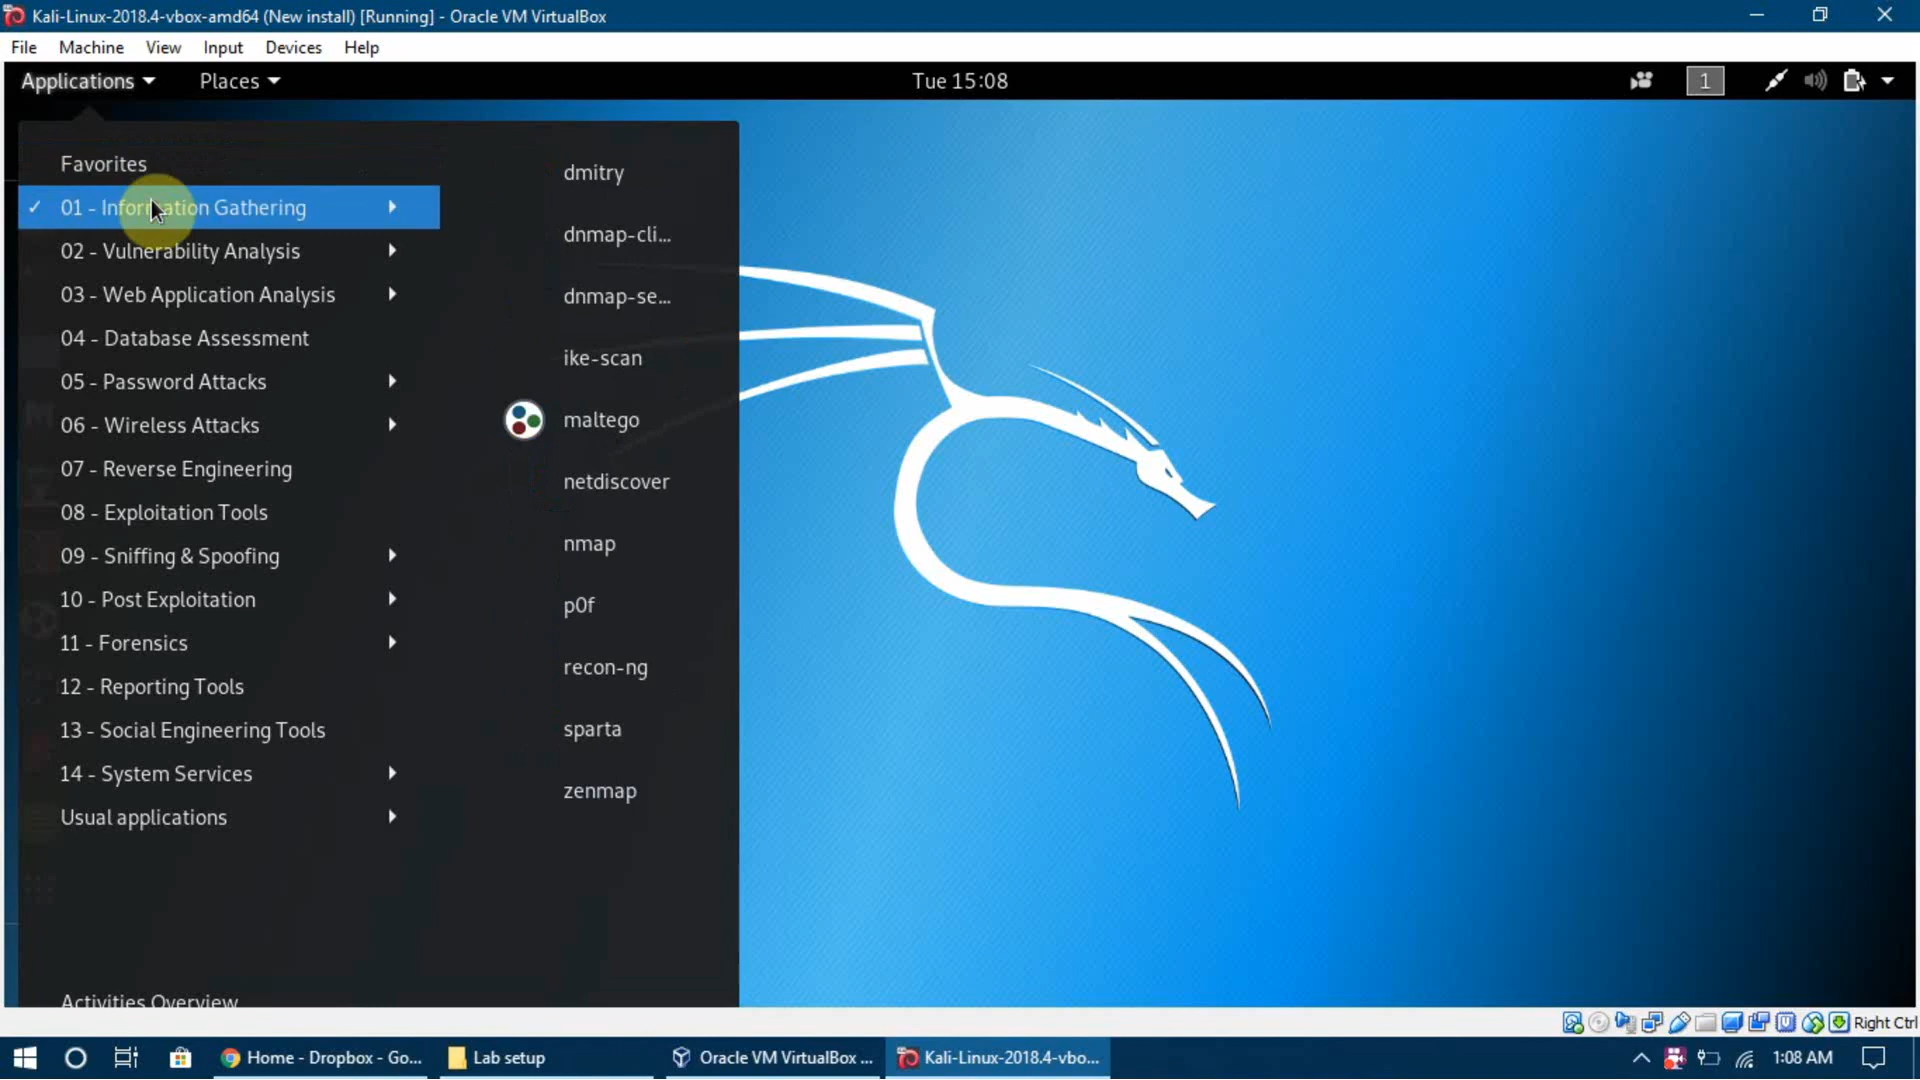 Kali-Linux-2018.4-vbox-amd64 (New install) [Running] - Oracle VM VirtualBox
File Machine View Input Devices Help
Applications Places Tue 15:08 1
Favorites
✓ 01 - Information Gathering
02 - Vulnerability Analysis
03 - Web Application Analysis
04 - Database Assessment
05 - Password Attacks
06 - Wireless Attacks
07 - Reverse Engineering
08 - Exploitation Tools
09 - Sniffing & Spoofing
10 - Post Exploitation
11 - Forensics
12 - Reporting Tools
13 - Social Engineering Tools
14 - System Services
Usual applications
Activities Overview
dmitry
dnmap-cli...
dnmap-se...
ike-scan
maltego
netdiscover
nmap
p0f
recon-ng
sparta
zenmap
Right Ctrl
Home - Dropbox - Go... Lab setup Oracle VM VirtualBox ... Kali-Linux-2018.4-vbo... 1:08 AM